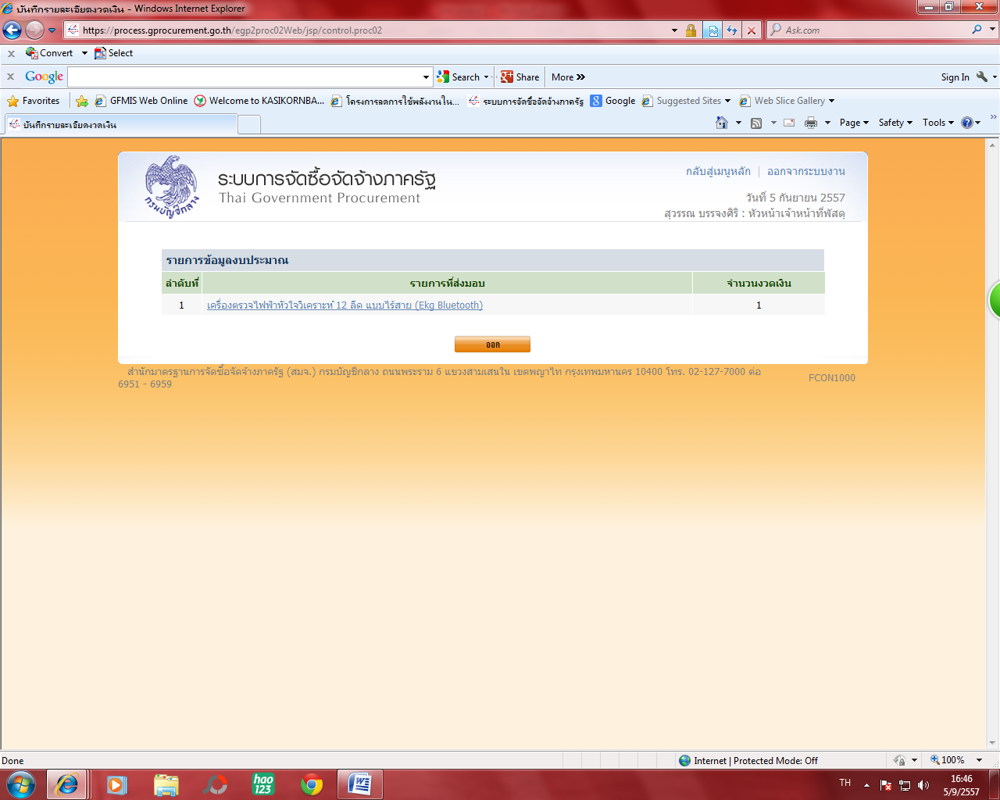 บันทึกรายละเอียดงวดเงิน - Windows Internet Explorer
https://process.gprocurement.go.th/egp2proc02Web/jsp/control.proc02
Ask.com
x Convert Select
x Google Search Share More Sign In
Favorites GFMIS Web Online Welcome to KASIKORNBA... โครงการลดการใช้พลังงานใน... ระบบการจัดซื้อจัดจ้างภาครัฐ Google Suggested Sites Web Slice Gallery
บันทึกรายละเอียดงวดเงิน Page Safety Tools
กรมบัญชีกลาง
ระบบการจัดซื้อจัดจ้างภาครัฐ
Thai Government Procurement
กลับสู่เมนูหลัก | ออกจากระบบงาน
วันที่ 5 กันยายน 2557
สุวรรณ บรรจงศิริ : หัวหน้าเจ้าหน้าที่พัสดุ
รายการข้อมูลงบประมาณ
ลำดับที่ รายการที่ส่งมอบ จำนวนงวดเงิน
1 เครื่องตรวจไฟฟ้าหัวใจวิเคราะห์ 12 ลีด แบบไร้สาย (Ekg Bluetooth) 1
ออก
สำนักมาตรฐานการจัดซื้อจัดจ้างภาครัฐ (สมจ.) กรมบัญชีกลาง ถนนพระราม 6 แขวงสามเสนใน เขตพญาไท กรุงเทพมหานคร 10400 โทร. 02-127-7000 ต่อ
6951 - 6959
FCON1000
Done Internet | Protected Mode: Off 100%
hao
123
TH
16:46
5/9/2557